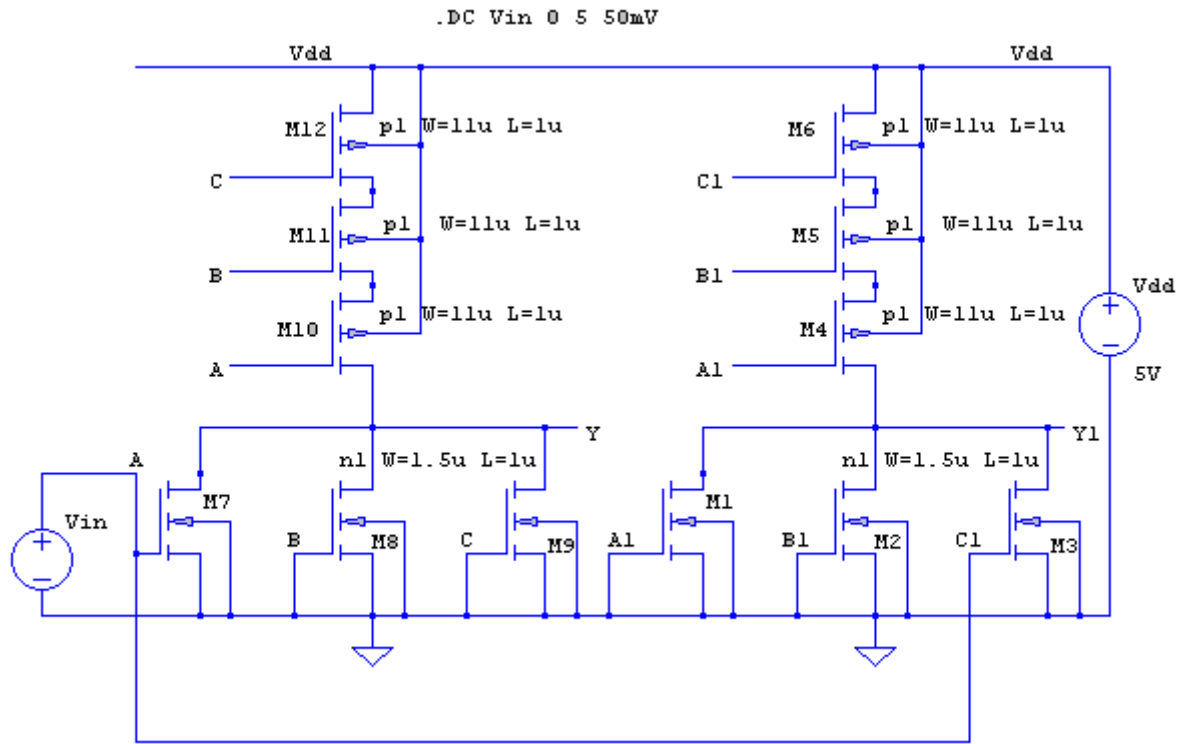 .DC Vin 0 5 50mV
Vdd Vdd
M12 p1 W=11u L=1u M6 p1 W=11u L=1u
C C1
M11 p1 W=11u L=1u M5 p1 W=11u L=1u
B B1
Vdd
M10 p1 W=11u L=1u M4 p1 W=11u L=1u
A A1
5V
Y Y1
A n1 W=1.5u L=1u n1 W=1.5u L=1u
M7 M1
Vin
B M8 C M9 A1 B1 M2 C1 M3